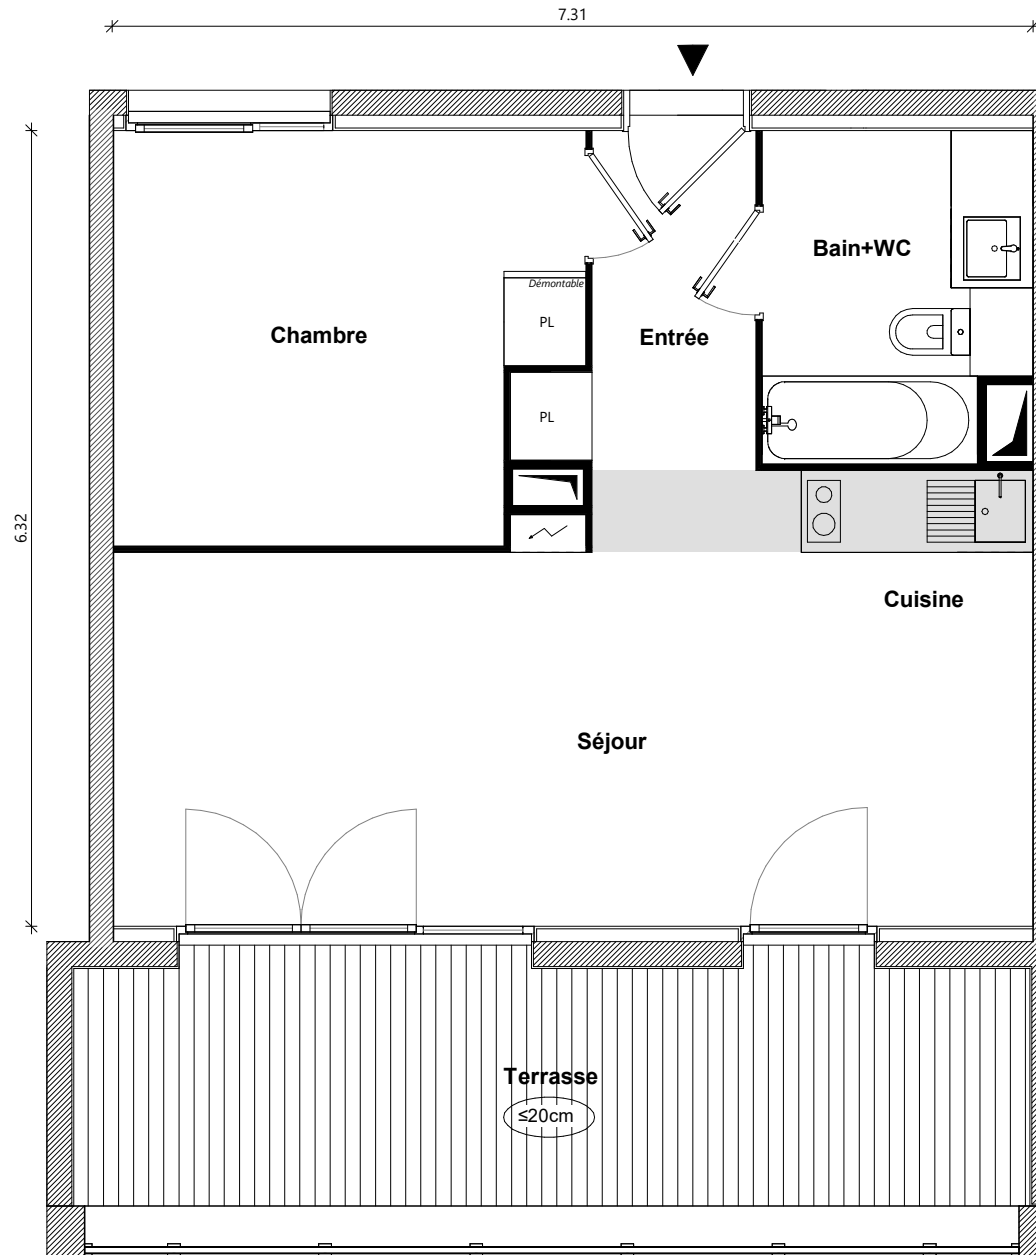 7.31
Bain+WC
Démontable
PL
Chambre
Entrée
PL
6.32
Cuisine
Séjour
Terrasse
≤20cm